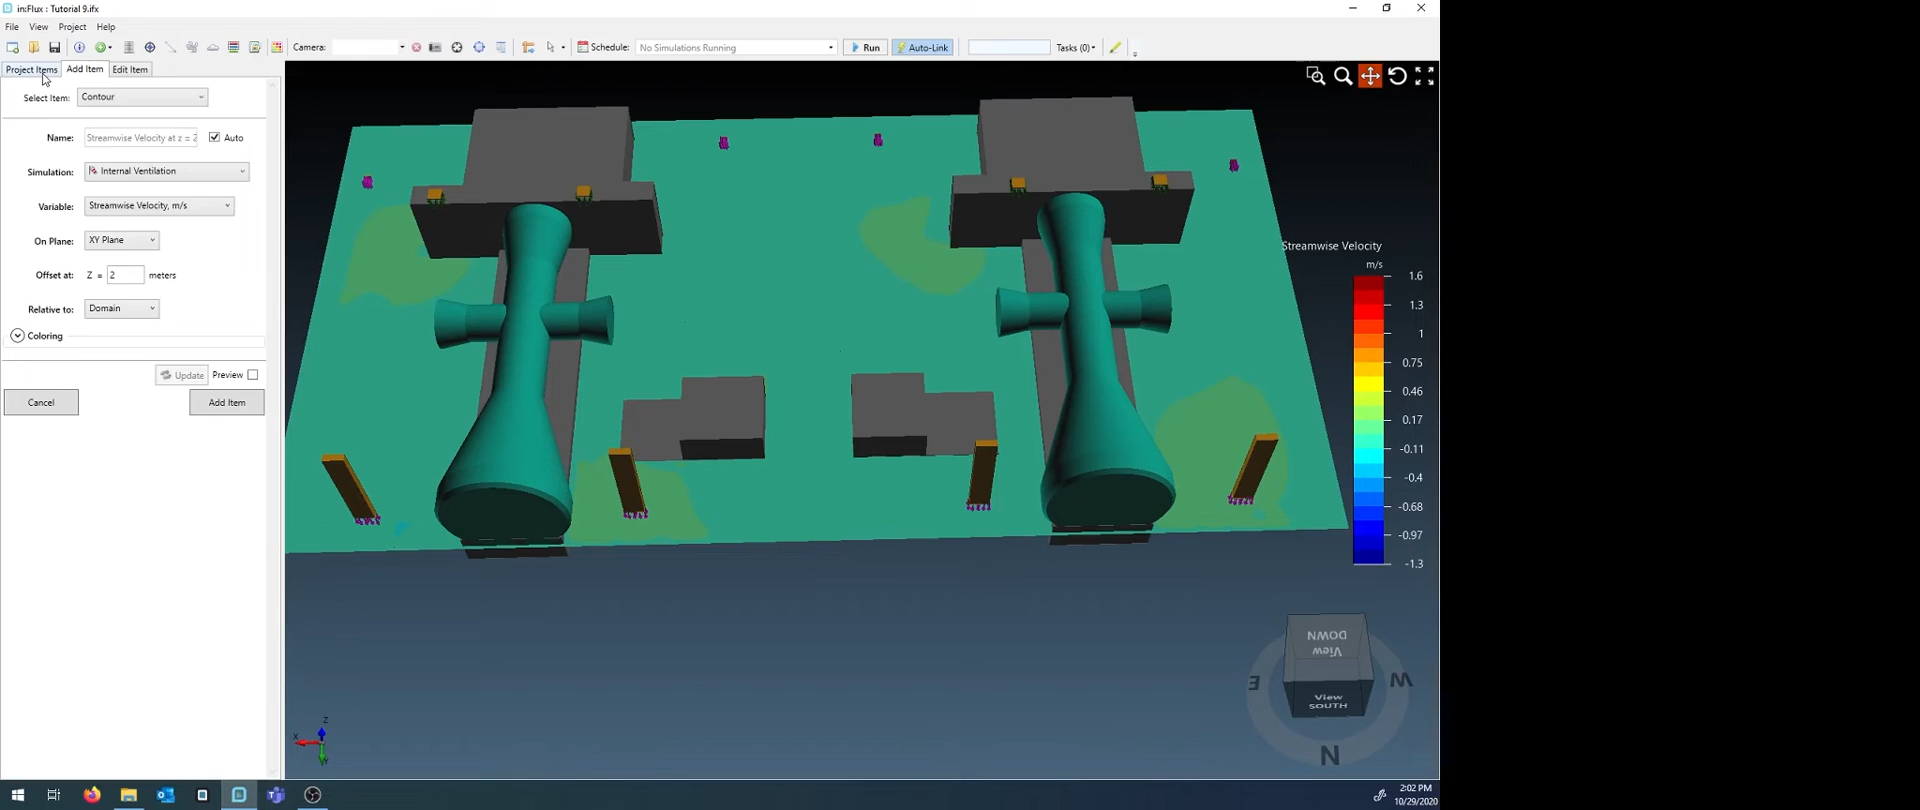 in:Flux : Tutorial 9.ifx
File View Project Help
Camera: Schedule: No Simulations Running Run Auto-Link Tasks (0)
Project Items Add Item Edit Item
Select Item: Contour
Name: Streamwise Velocity at z = 2 Auto
Simulation: Internal Ventilation
Variable: Streamwise Velocity, m/s
On Plane: XY Plane
Offset at: Z = 2 meters
Relative to: Domain
Coloring
Update Preview
Cancel Add Item
Streamwise Velocity
m/s
1.6
1.3
1
0.75
0.46
0.17
-0.11
-0.4
-0.68
-0.97
-1.3
DOWN
View
E W
View
SOUTH
N
Z
X
Y
2:02 PM
10/29/2020